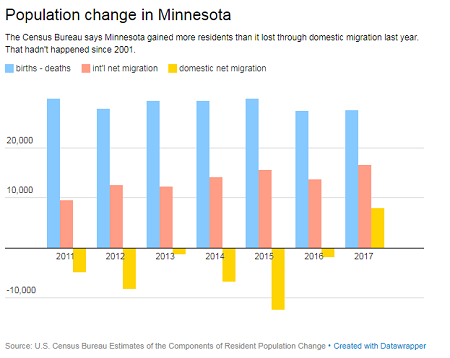 Population change in Minnesota
The Census Bureau says Minnesota gained more residents than it lost through domestic migration last year.
That hadn't happened since 2001.
births - deaths int'l net migration domestic net migration
20,000
10,000
2011 2012 2013 2014 2015 2016 2017
-10,000
Source: U.S. Census Bureau Estimates of the Components of Resident Population Change • Created with Datawrapper